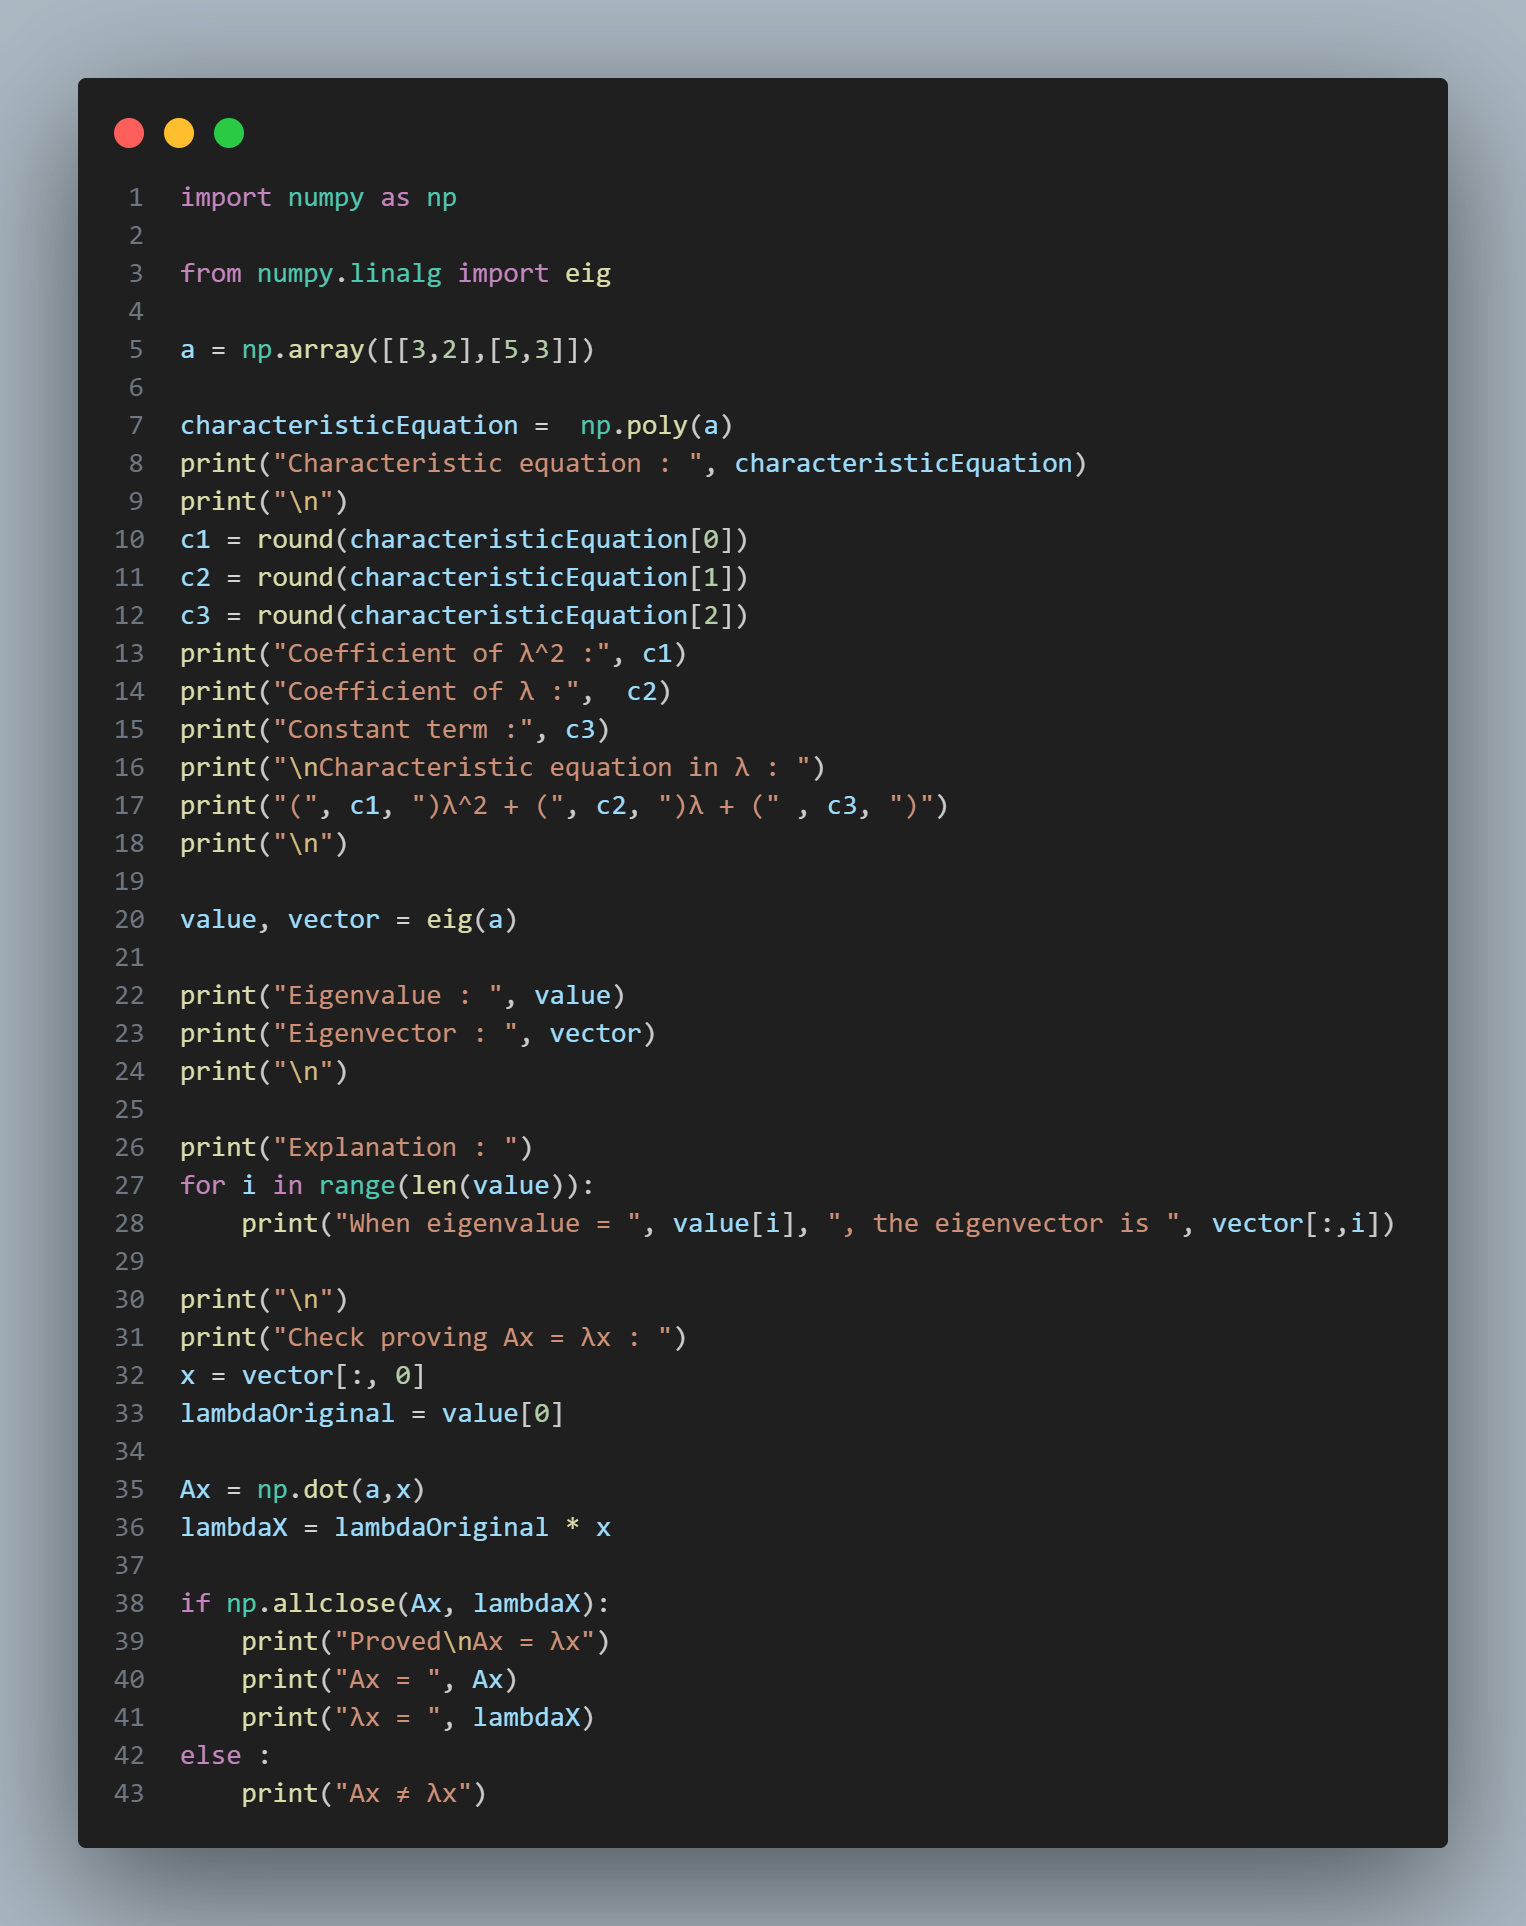 1 import numpy as np
2
3 from numpy.linalg import eig
4
5 a = np.array([[3,2],[5,3]])
6
7 characteristicEquation =  np.poly(a)
8 print("Characteristic equation : ", characteristicEquation)
9 print("\n")
10 c1 = round(characteristicEquation[0])
11 c2 = round(characteristicEquation[1])
12 c3 = round(characteristicEquation[2])
13 print("Coefficient of λ^2 :", c1)
14 print("Coefficient of λ :",  c2)
15 print("Constant term :", c3)
16 print("\nCharacteristic equation in λ : ")
17 print("(", c1, ")λ^2 + (", c2, ")λ + (" , c3, ")")
18 print("\n")
19
20 value, vector = eig(a)
21
22 print("Eigenvalue : ", value)
23 print("Eigenvector : ", vector)
24 print("\n")
25
26 print("Explanation : ")
27 for i in range(len(value)):
28     print("When eigenvalue = ", value[i], ", the eigenvector is ", vector[:,i])
29
30 print("\n")
31 print("Check proving Ax = λx : ")
32 x = vector[:, 0]
33 lambdaOriginal = value[0]
34
35 Ax = np.dot(a,x)
36 lambdaX = lambdaOriginal * x
37
38 if np.allclose(Ax, lambdaX):
39     print("Proved\nAx = λx")
40     print("Ax = ", Ax)
41     print("λx = ", lambdaX)
42 else :
43     print("Ax ≠ λx")